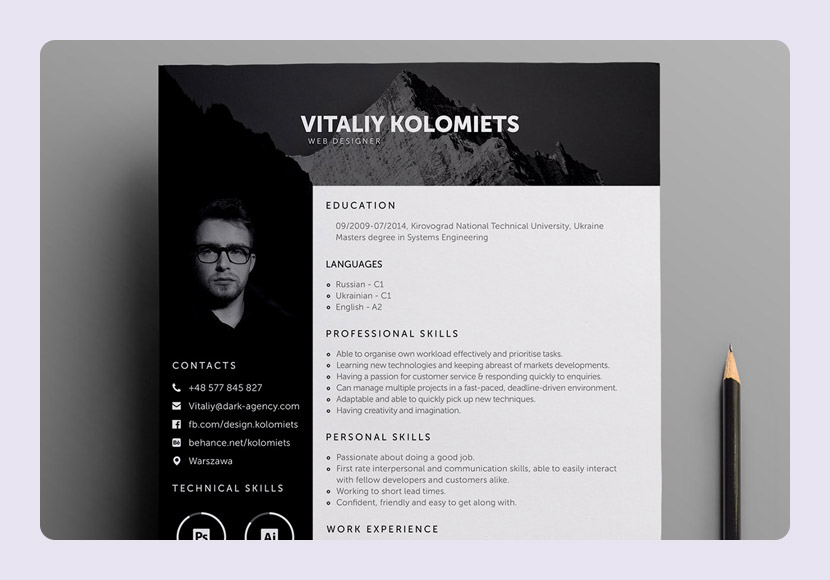 VITALIY KOLOMIETS
WEB DESIGNER
CONTACTS
+48 577 845 827
Vitaliy@dark-agency.com
fb.com/design.kolomiets
behance.net/kolomiets
Warszawa
TECHNICAL SKILLS
Ps
Ai
EDUCATION
09/2009-07/2014, Kirovograd National Technical University, Ukraine
Masters degree in Systems Engineering
LANGUAGES
Russian - C1
Ukrainian - C1
English - A2
PROFESSIONAL SKILLS
Able to organise own workload effectively and prioritise tasks.
Learning new technologies and keeping abreast of markets developments.
Having a passion for customer service & responding quickly to enquiries.
Can manage multiple projects in a fast-paced, deadline-driven environment.
Adaptable and able to quickly pick up new techniques.
Having creativity and imagination.
PERSONAL SKILLS
Passionate about doing a good job.
First rate interpersonal and communication skills, able to easily interact
with fellow developers and customers alike.
Working to short lead times.
Confident, friendly and easy to get along with.
WORK EXPERIENCE